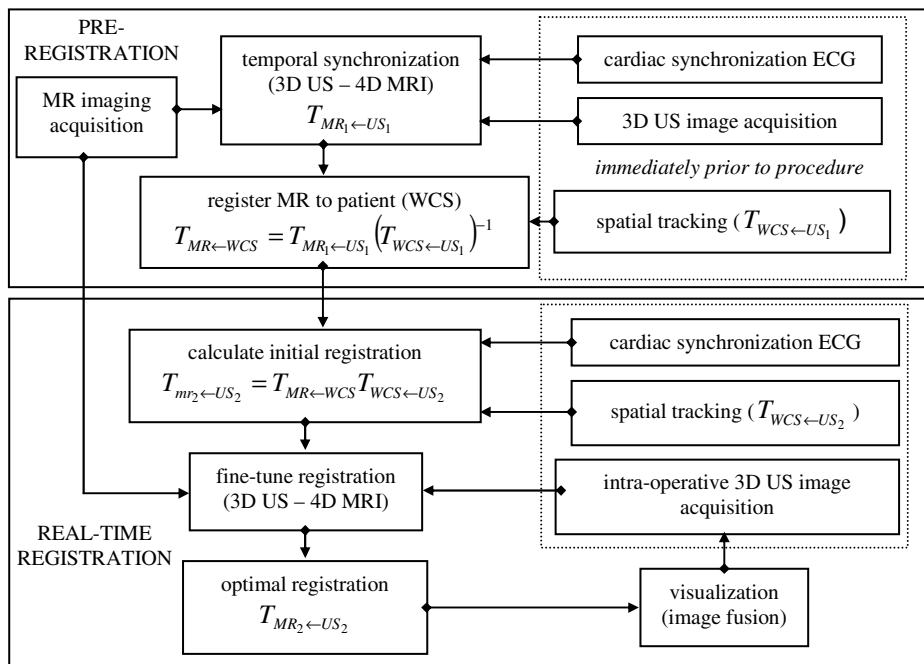 PRE-
REGISTRATION
MR imaging
acquisition
temporal synchronization
(3D US – 4D MRI)
T_{MR_1←US_1}
cardiac synchronization ECG
3D US image acquisition
immediately prior to procedure
register MR to patient (WCS)
T_{MR←WCS} = T_{MR_1←US_1}(T_{WCS←US_1})^{-1}
spatial tracking (T_{WCS←US_1})
calculate initial registration
T_{mr_2←US_2} = T_{MR←WCS}T_{WCS←US_2}
cardiac synchronization ECG
spatial tracking (T_{WCS←US_2})
fine-tune registration
(3D US – 4D MRI)
intra-operative 3D US image
acquisition
REAL-TIME
REGISTRATION
optimal registration
T_{MR_2←US_2}
visualization
(image fusion)